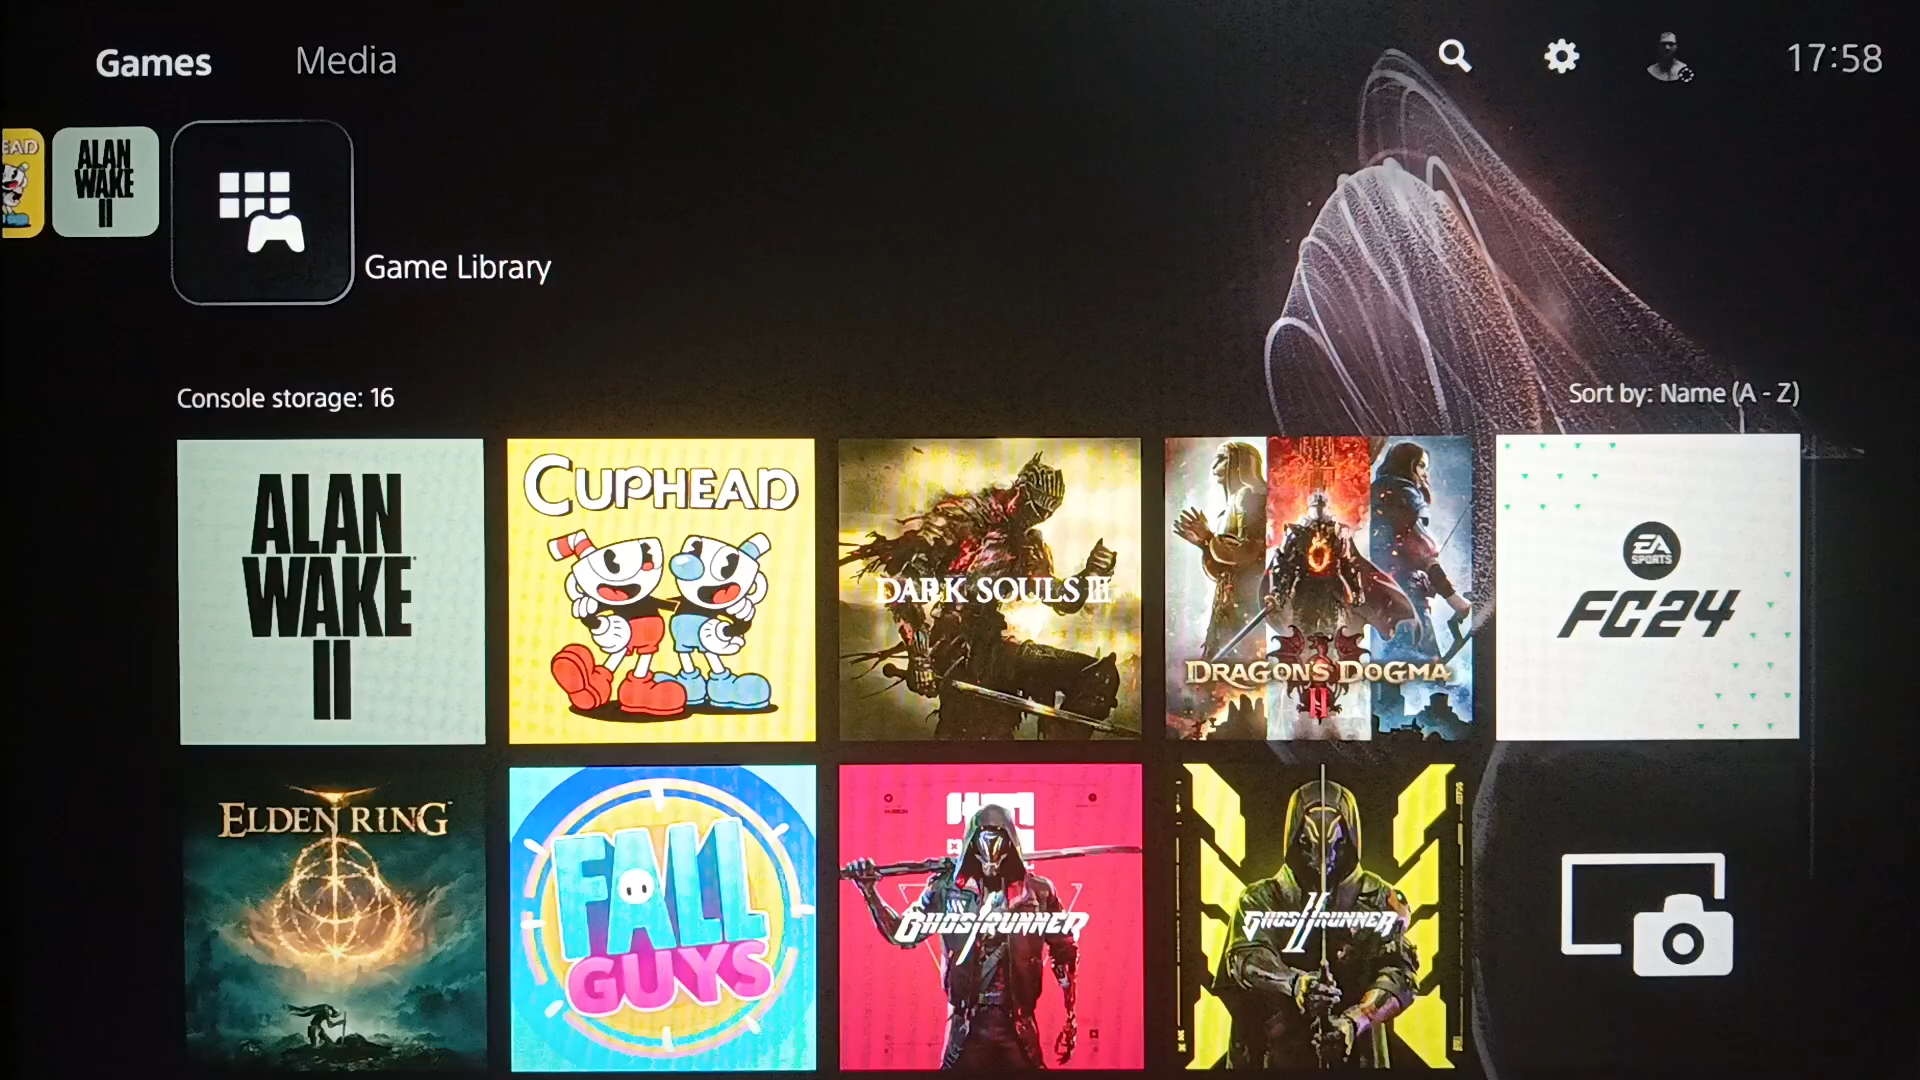 Games
Media
17:58
EAD
ALAN
WAKE
II
Game Library
Console storage: 16
Sort by: Name (A - Z)
ALAN
WAKE
II
CUPHEAD
DARK SOULS III
DRAGON'S DOGMA
II
EA
SPORTS
FC24
ELDEN RING
FALL
GUYS
GHOSTRUNNER
GHOSTRUNNER
II